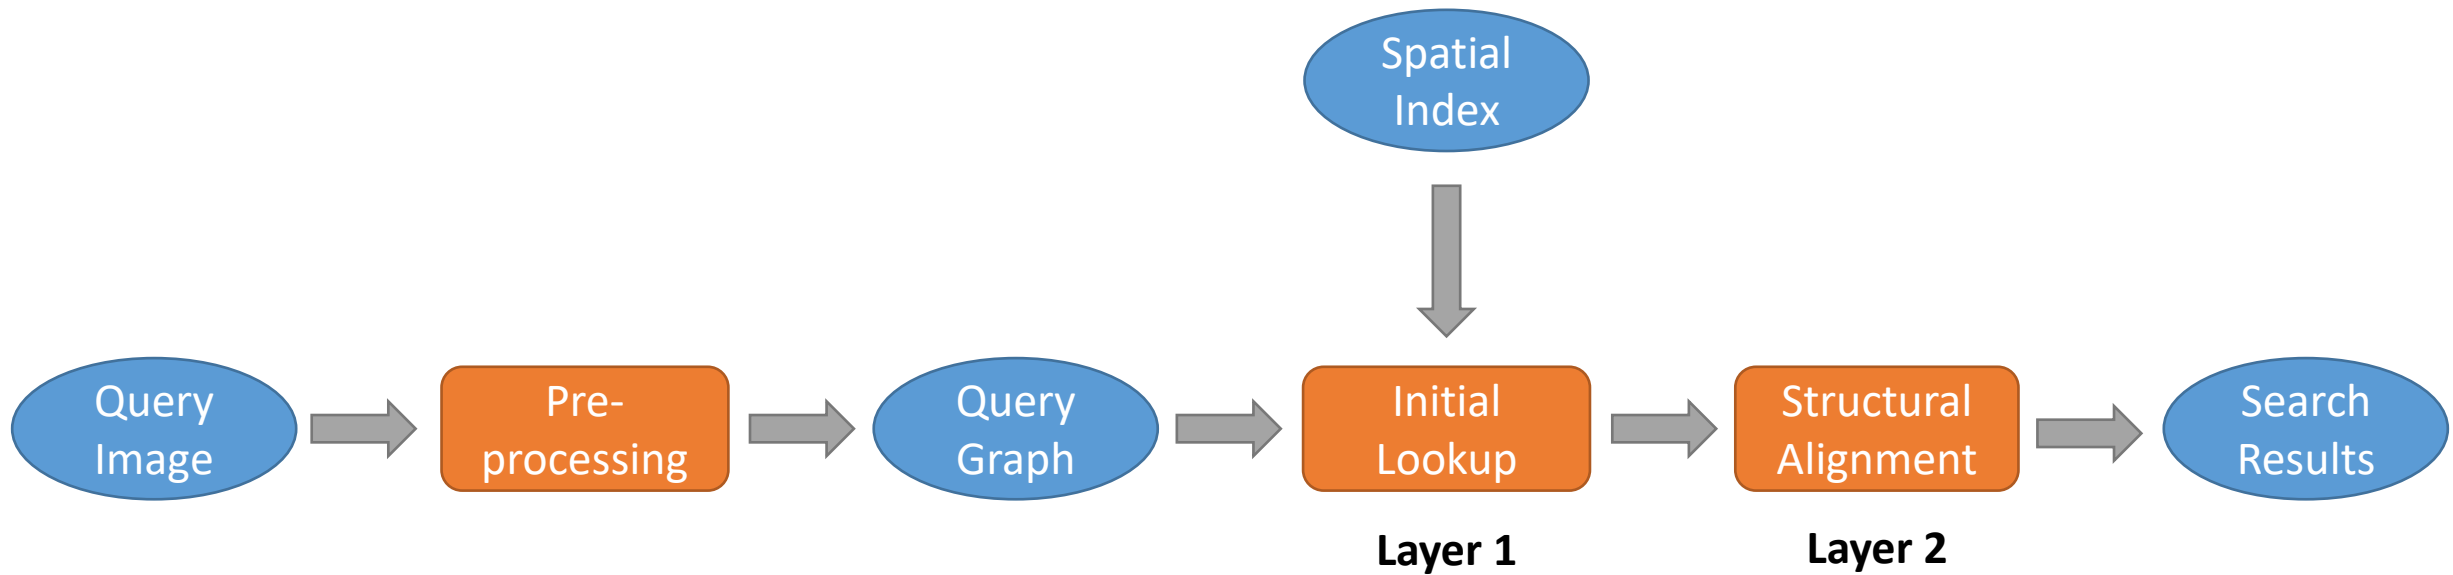 Spatial
Index
Query
Image
Pre-
processing
Query
Graph
Initial
Lookup
Structural
Alignment
Search
Results
Layer 1
Layer 2